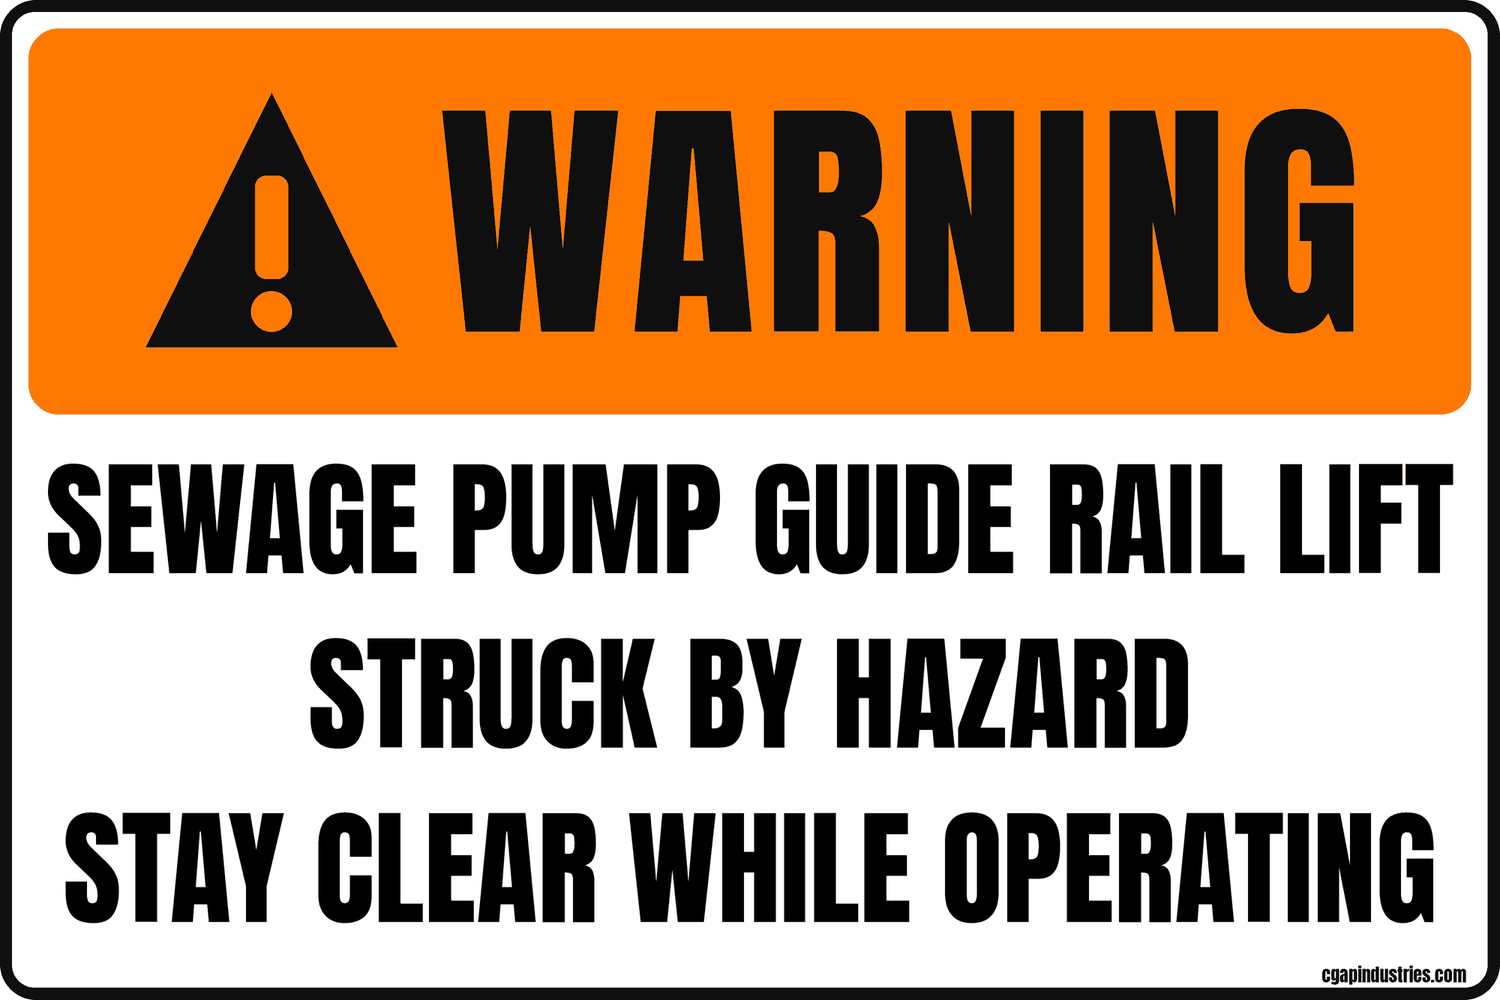 WARNING
SEWAGE PUMP GUIDE RAIL LIFT
STRUCK BY HAZARD
STAY CLEAR WHILE OPERATING
cgapindustries.com